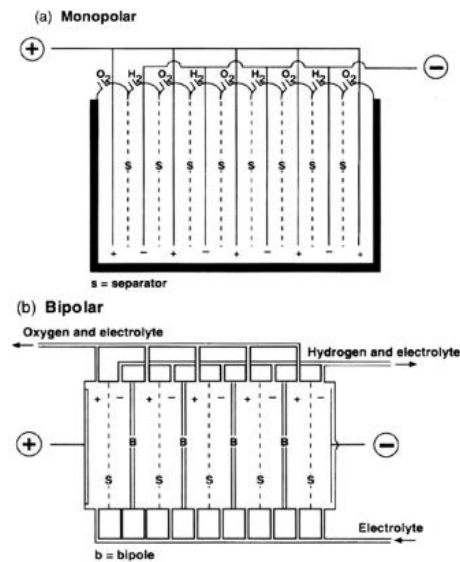 (a) Monopolar
+
O₂ H₂ O₂ H₂ O₂ H₂ O₂ H₂ O₂
−
S S S S S S S S
+ − + − + − + − +
s = separator
(b) Bipolar
Oxygen and electrolyte
Hydrogen and electrolyte
+ − + − + − + − + −
+ B B B B −
S S S S S
Electrolyte
b = bipole